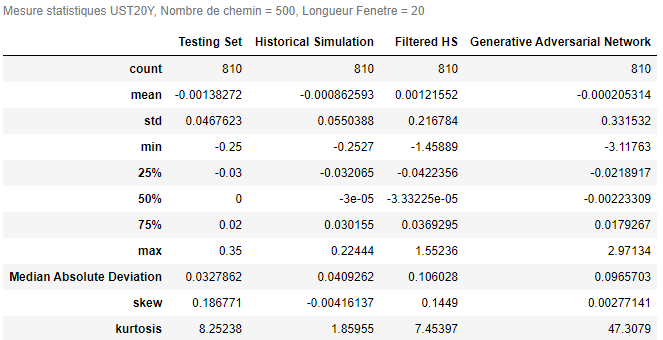 Mesure statistiques UST20Y, Nombre de chemin = 500, Longueur Fenetre = 20
Testing Set Historical Simulation Filtered HS Generative Adversarial Network
count 810 810 810 810
mean -0.00138272 -0.000862593 0.00121552 -0.000205314
std 0.0467623 0.0550388 0.216784 0.331532
min -0.25 -0.2527 -1.45889 -3.11763
25% -0.03 -0.032065 -0.0422356 -0.0218917
50% 0 -3e-05 -3.33225e-05 -0.00223309
75% 0.02 0.030155 0.0369295 0.0179267
max 0.35 0.22444 1.55236 2.97134
Median Absolute Deviation 0.0327862 0.0409262 0.106028 0.0965703
skew 0.186771 -0.00416137 0.1449 0.00277141
kurtosis 8.25238 1.85955 7.45397 47.3079